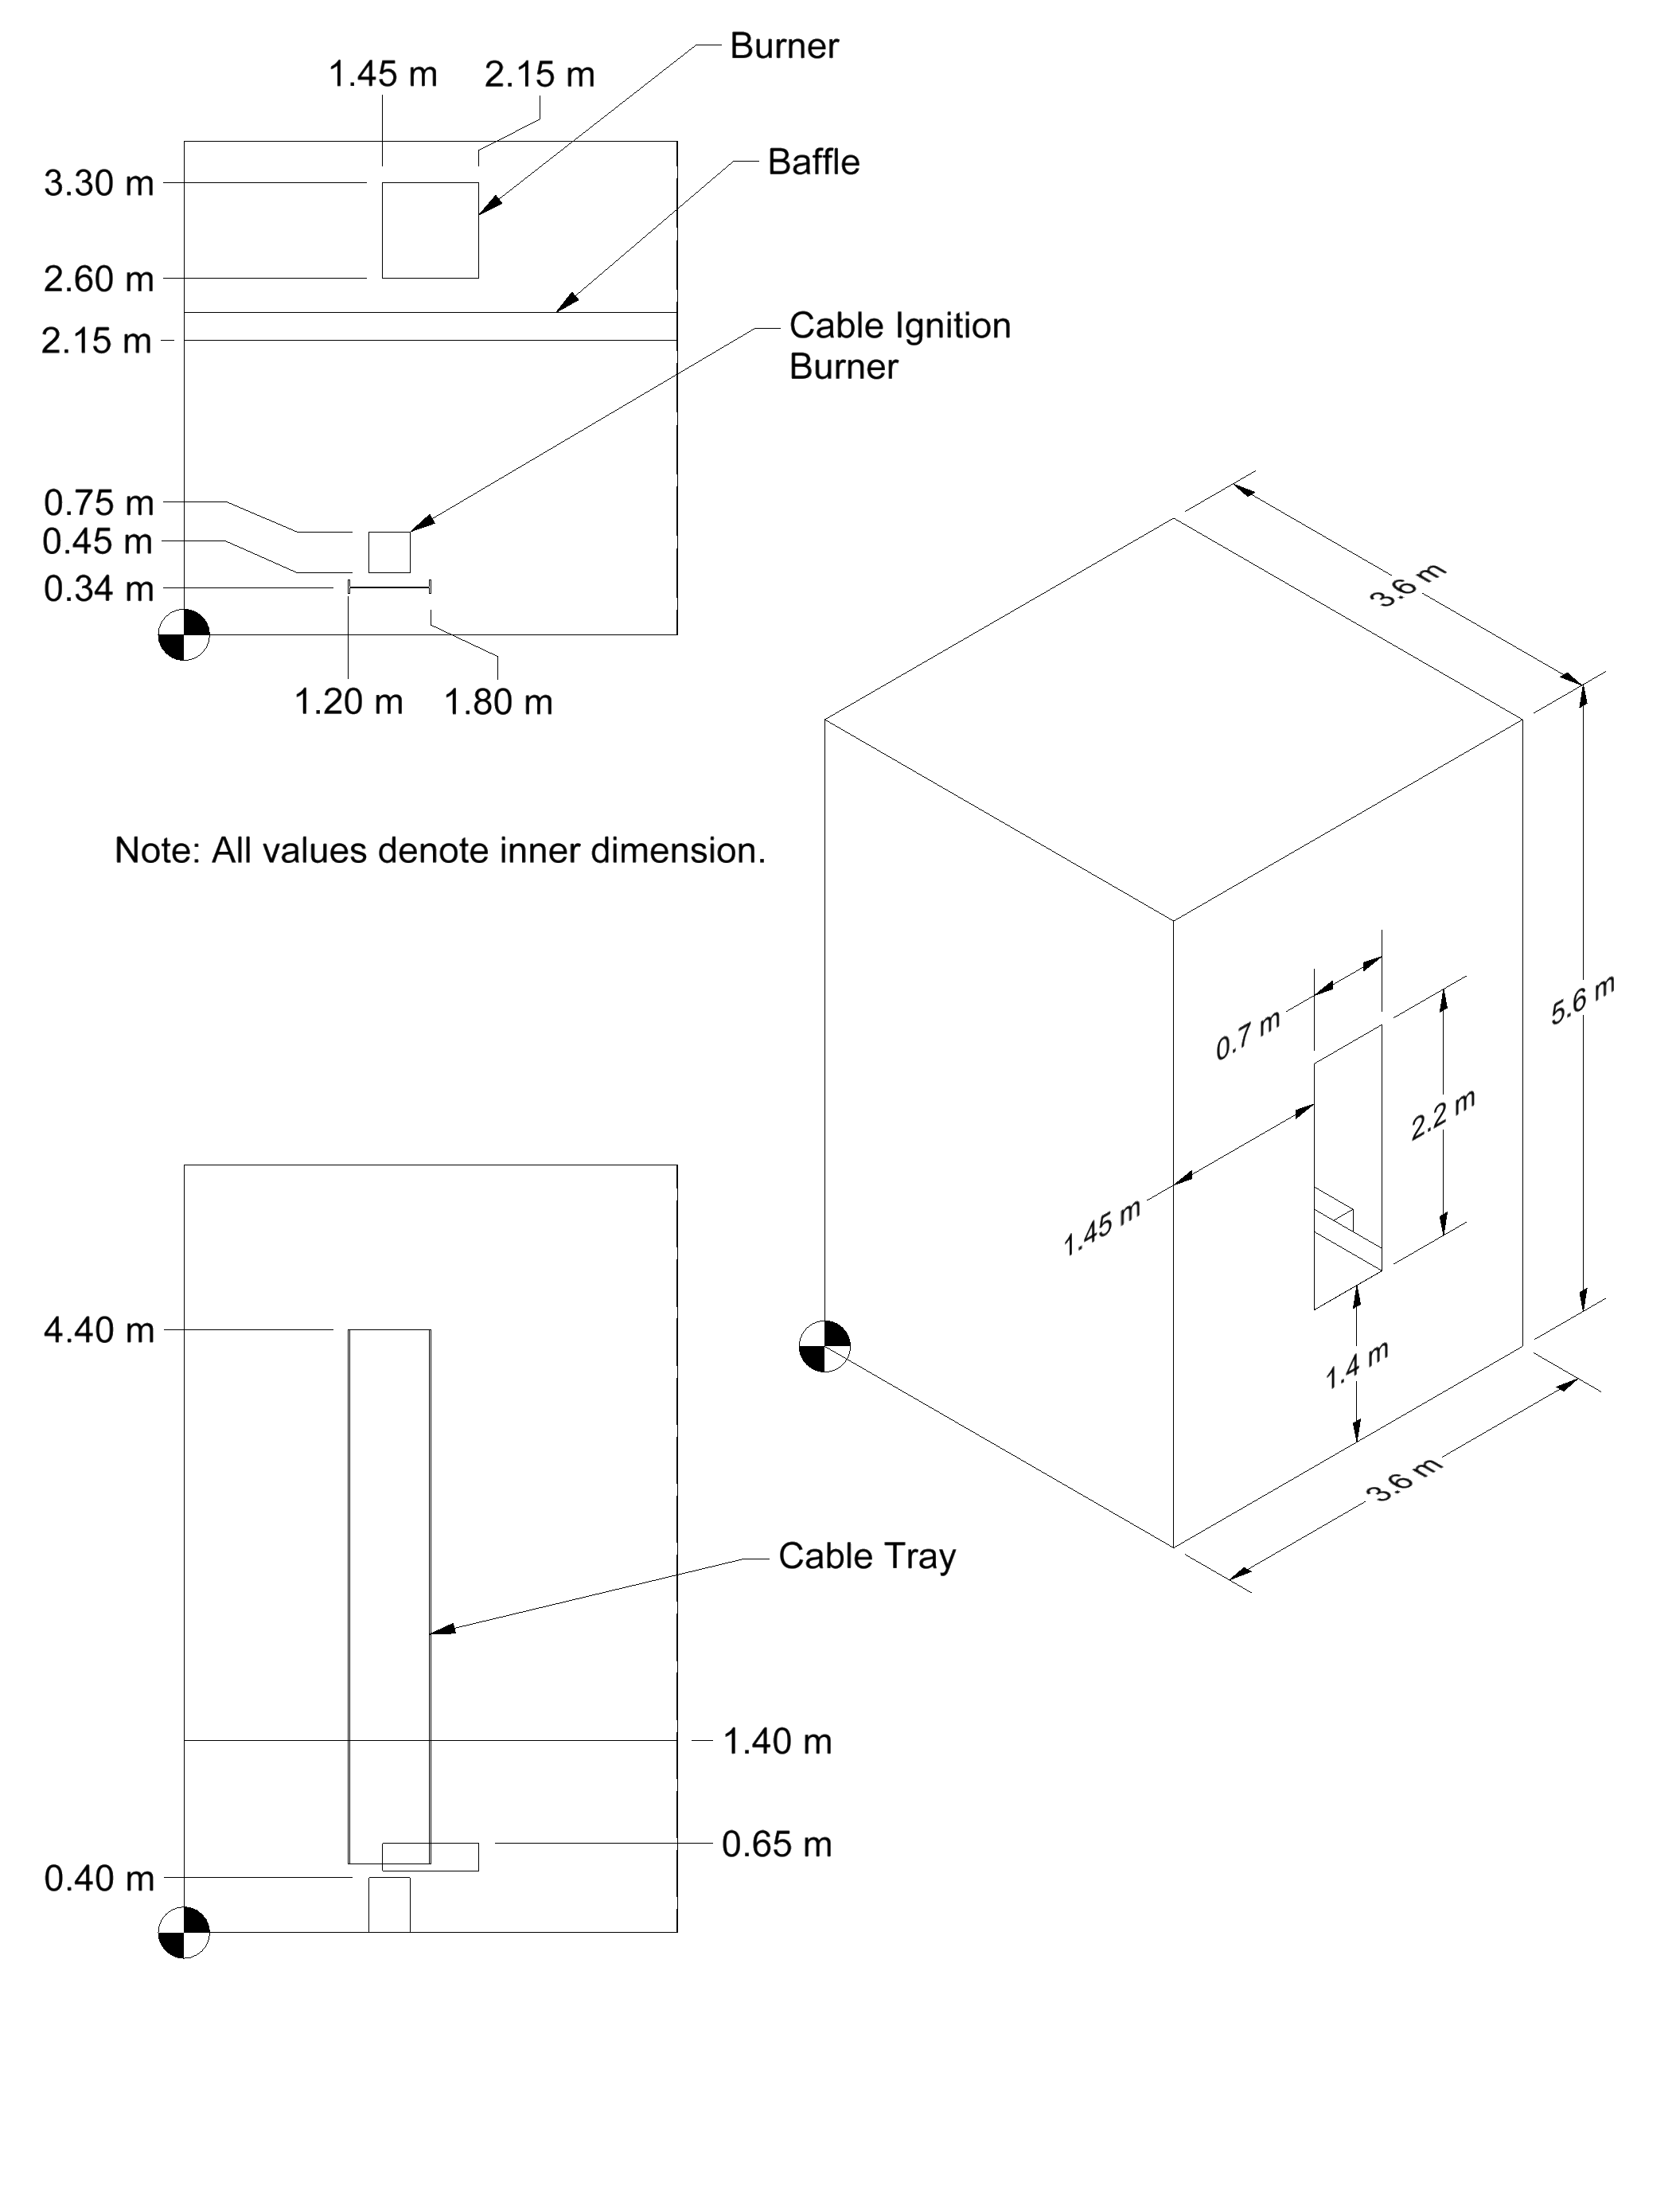 Burner
1.45 m
2.15 m
Baffle
3.30 m
2.60 m
2.15 m
Cable Ignition
Burner
0.75 m
0.45 m
0.34 m
1.20 m
1.80 m
Note: All values denote inner dimension.
3.6 m
5.6 m
0.7 m
2.2 m
1.45 m
1.4 m
3.6 m
4.40 m
Cable Tray
1.40 m
0.65 m
0.40 m